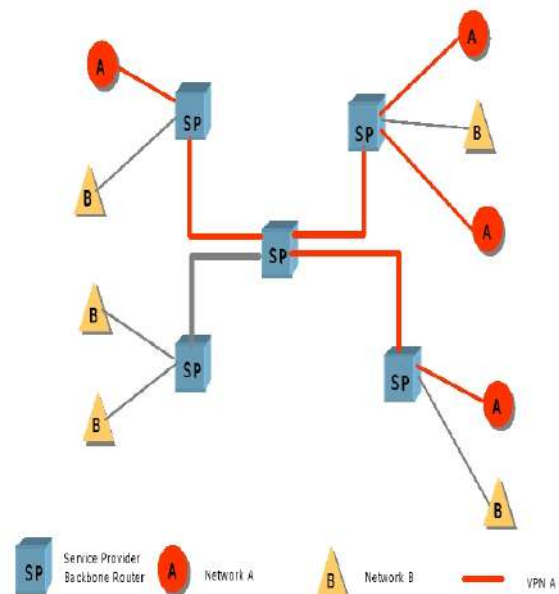 A
A
SP
SP
B
B
A
SP
B
SP
SP
A
B
B
SP
Service Provider
Backbone Router
A
Network A
B
Network B
VPN A